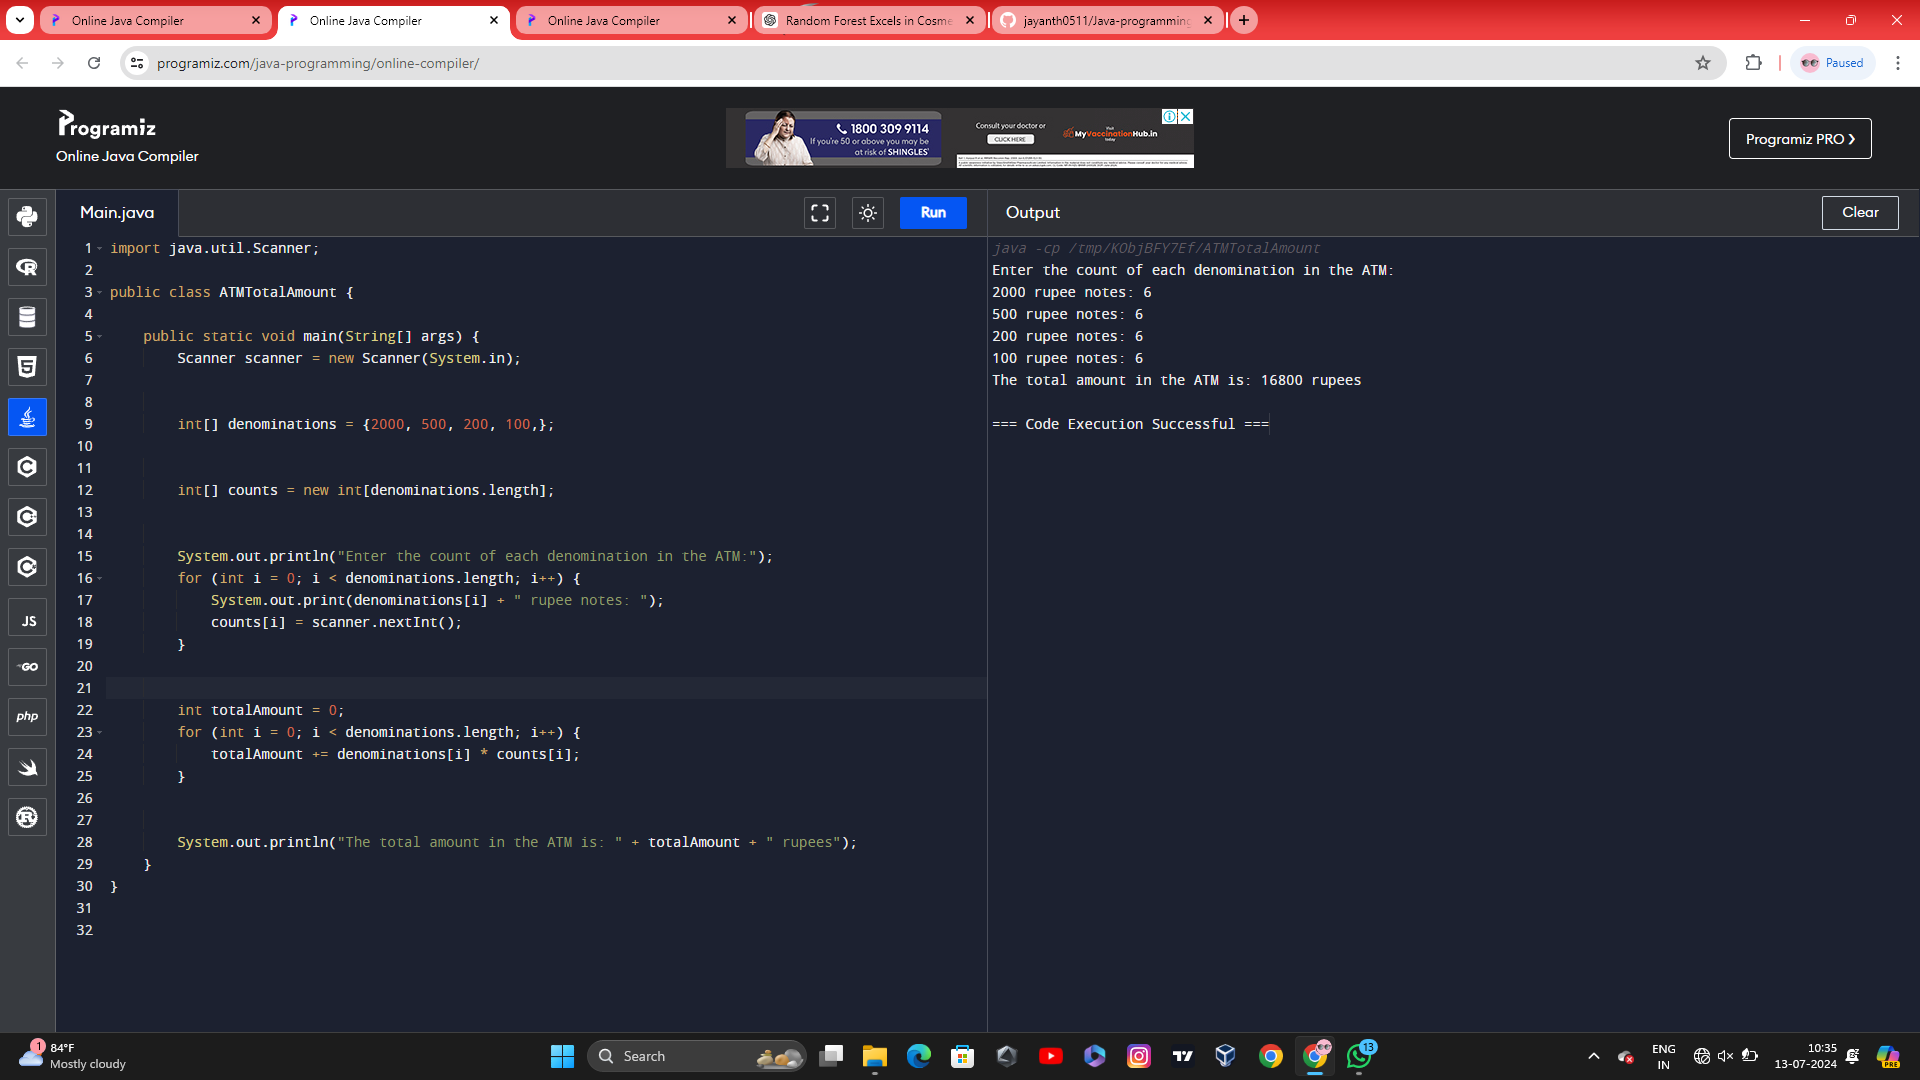 Online Java Compiler
Online Java Compiler
Online Java Compiler
Random Forest Excels in Cosme
jayanth0511/Java-programming
programiz.com/java-programming/online-compiler/
Paused
Programiz
Online Java Compiler
1800 309 9114
If you're 50 or above you may be
at risk of SHINGLES'
Consult your doctor or
CLICK HERE
Visit
MyVaccinationHub.in
today
Programiz PRO ❯
Main.java
Run
Output
Clear
1 import java.util.Scanner;
2
3 public class ATMTotalAmount {
4
5 public static void main(String[] args) {
6 Scanner scanner = new Scanner(System.in);
7
8
9 int[] denominations = {2000, 500, 200, 100,};
10
11
12 int[] counts = new int[denominations.length];
13
14
15 System.out.println("Enter the count of each denomination in the ATM:");
16 for (int i = 0; i < denominations.length; i++) {
17 System.out.print(denominations[i] + " rupee notes: ");
18 counts[i] = scanner.nextInt();
19 }
20
21
22 int totalAmount = 0;
23 for (int i = 0; i < denominations.length; i++) {
24 totalAmount += denominations[i] * counts[i];
25 }
26
27
28 System.out.println("The total amount in the ATM is: " + totalAmount + " rupees");
29 }
30 }
31
32
java -cp /tmp/KObjBFY7Ef/ATMTotalAmount
Enter the count of each denomination in the ATM:
2000 rupee notes: 6
500 rupee notes: 6
200 rupee notes: 6
100 rupee notes: 6
The total amount in the ATM is: 16800 rupees
=== Code Execution Successful ===
JS
GO
php
1
84°F
Mostly cloudy
Search
13
ENG
IN
10:35
13-07-2024
PRE